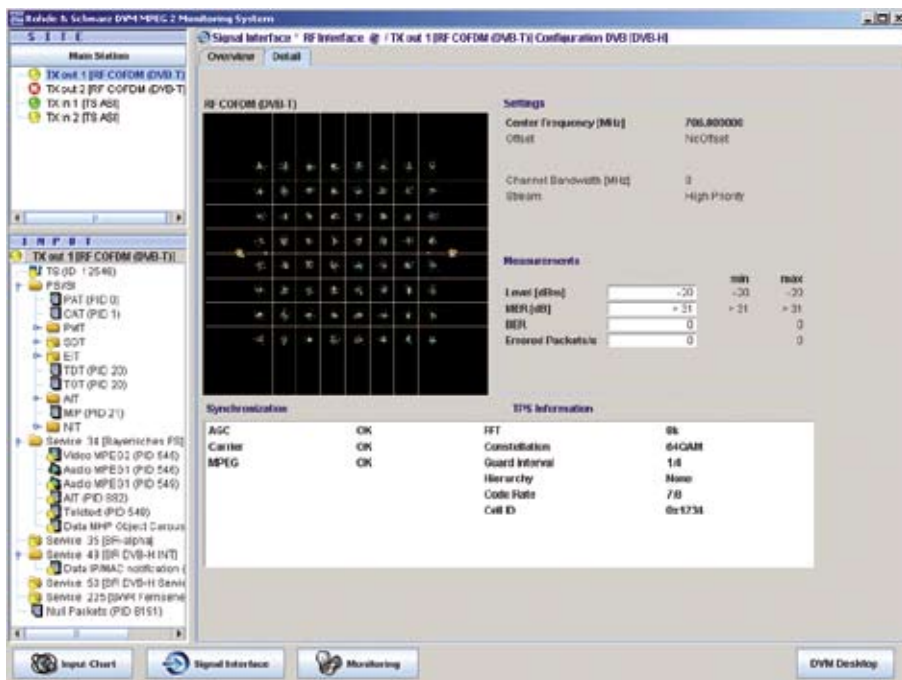 Rohde & Schwarz DVM MPEG 2 Monitoring System
SITE
Main Station
TX out 1 [RF COFDM (DVB-T)
TX out 2 [RF COFDM (DVB-T)
TX in 1 [TS ASI]
TX in 2 [TS ASI]
INPUT
TX out 1 [RF COFDM (DVB-T)]
TS (ID: 12546)
PSI/SI
PAT (PID 0)
CAT (PID 1)
PMT
SDT
EIT
TDT (PID 20)
TOT (PID 20)
AIT
MIP (PID 21)
NIT
Service: 34 [Bayerisches FS]
Video MPEG2 (PID 545)
Audio MPEG1 (PID 546)
Audio MPEG1 (PID 549)
AIT (PID 882)
Teletext (PID 548)
Data MHP Object Carous
Service: 35 [BR-alpha]
Service: 43 [BR DVB-H INT]
Data IP/MAC notification (
Service: 53 [BR DVB-H Servic
Service: 225 [SWR Fernsehe
Null Packets (PID 8191)
Signal Interface * RF Interface @ / TX out 1 [RF COFDM (DVB-T)] Configuration DVB [DVB-H]
Overview
Detail
RF COFDM (DVB-T)
Settings
Center Frequency [MHz] 706.000000
Offset No Offset
Channel Bandwidth [MHz] 8
Stream High Priority
Measurements
min max
Level [dBm] -20 -20 -20
MER [dB] > 31 > 31 > 31
BER 0 0
Errored Packets/s 0 0
Synchronization
AGC OK
Carrier OK
MPEG OK
TPS Information
FFT 8k
Constellation 64QAM
Guard Interval 1/4
Hierarchy None
Code Rate 7/8
Cell ID 0x1234
Input Chart
Signal Interface
Monitoring
DVM Desktop